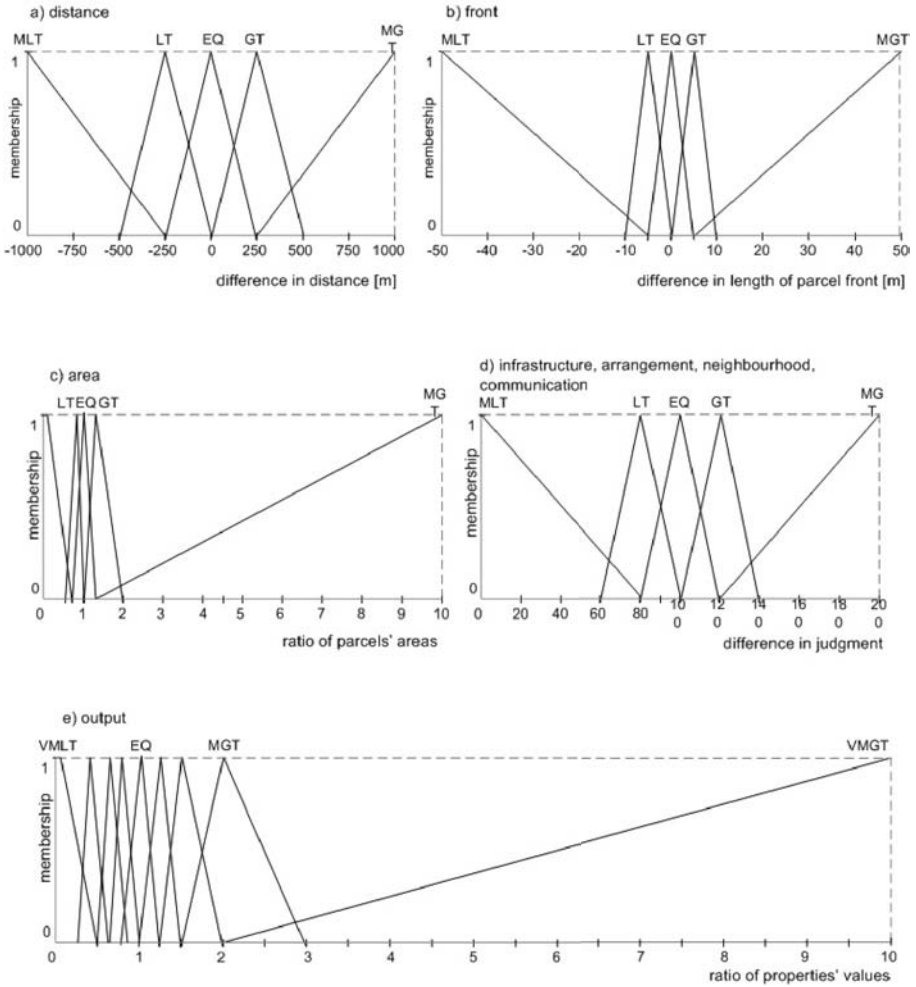 a) distance
MLT LT EQ GT MG
T
1
membership
0
-1000 -750 -500 -250 0 250 500 750 1000
difference in distance [m]
b) front
MLT LT EQ GT MGT
1
membership
0
-50 -40 -30 -20 -10 0 10 20 30 40 50
difference in length of parcel front [m]
c) area
LT EQ GT MG
T
1
membership
0
0 1 2 3 4 5 6 7 8 9 10
ratio of parcels' areas
d) infrastructure, arrangement, neighbourhood,
communication
MLT LT EQ GT MG
T
1
membership
0
0 20 40 60 80 10 12 14 16 18 20
0 0 0 0 0 0
difference in judgment
e) output
VMLT EQ MGT VMGT
1
membership
0
0 1 2 3 4 5 6 7 8 9 10
ratio of properties' values